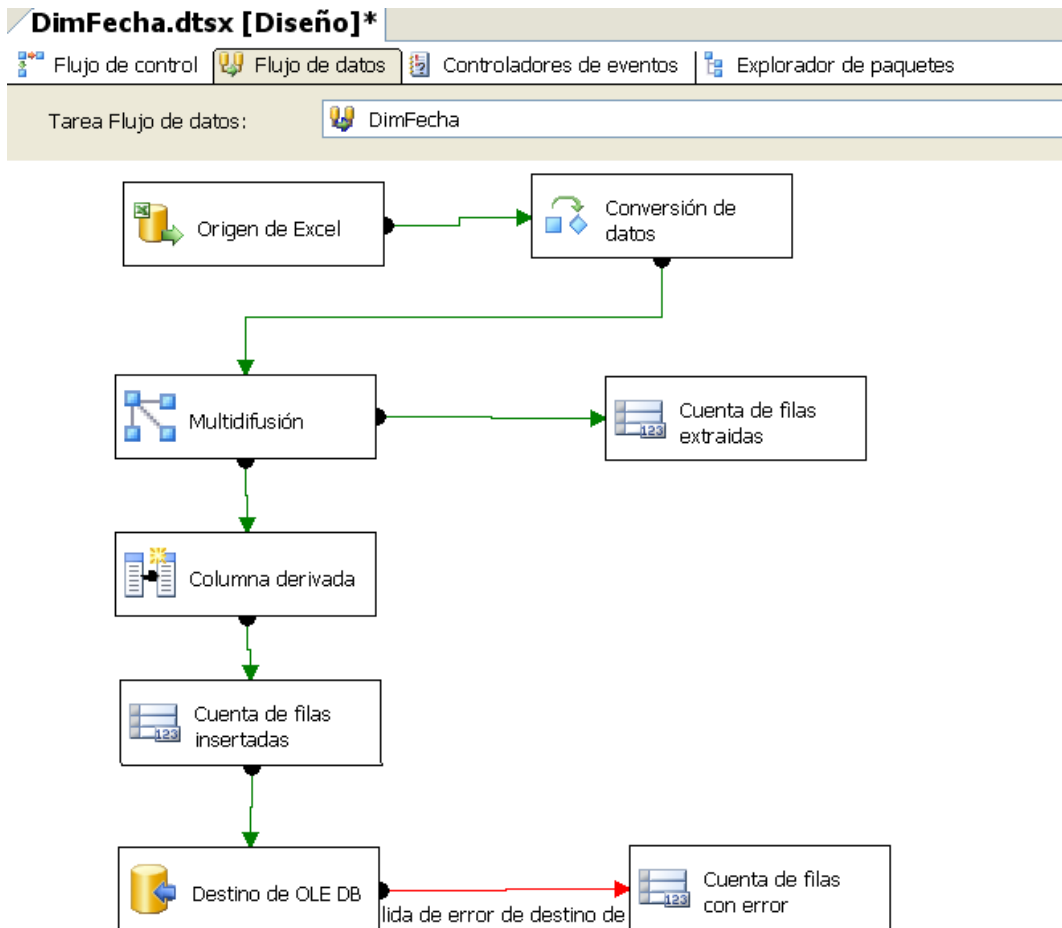 DimFecha.dtsx [Diseño]*
Flujo de control Flujo de datos Controladores de eventos Explorador de paquetes
Tarea Flujo de datos: DimFecha
Origen de Excel
Conversión de
datos
Multidifusión
Cuenta de filas
extraidas
Columna derivada
Cuenta de filas
insertadas
Destino de OLE DB
lida de error de destino de
Cuenta de filas
con error